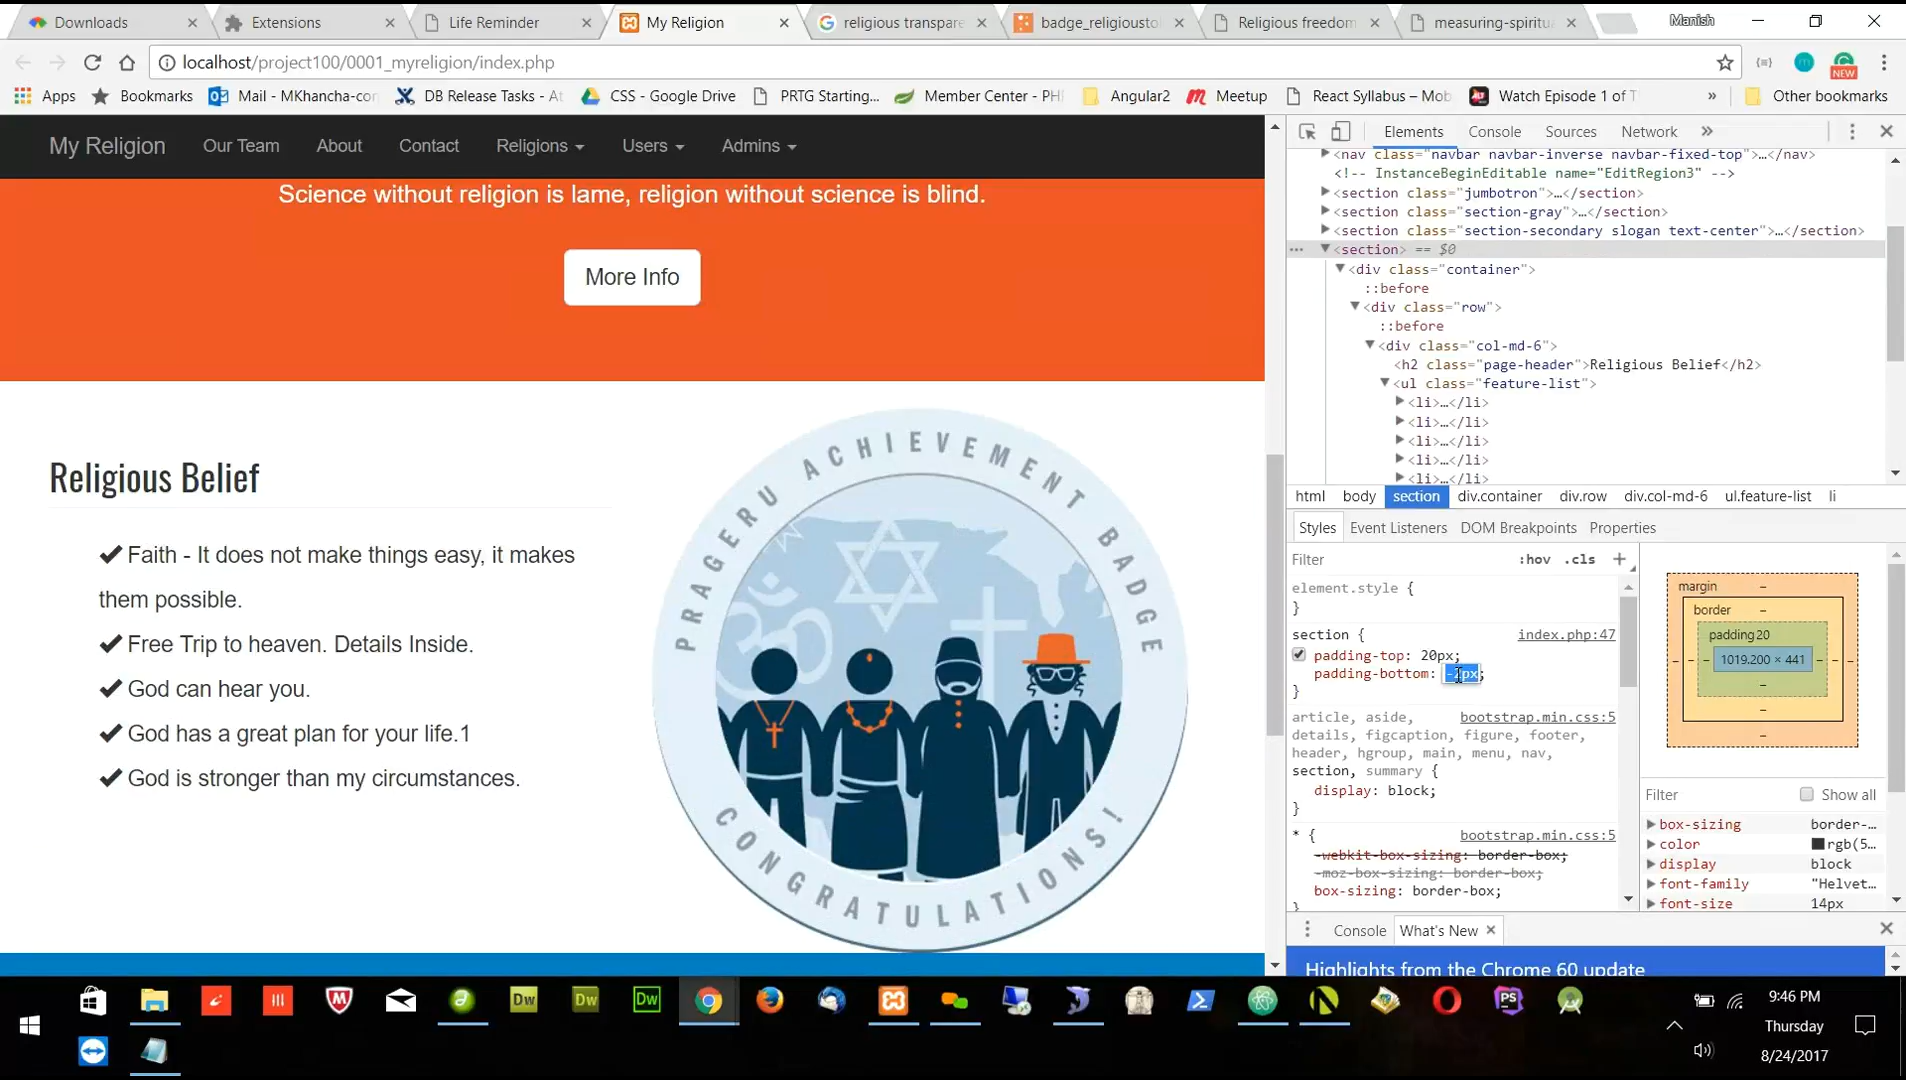 Downloads
Extensions
Life Reminder
My Religion
religious transpare
badge_religiousto
Religious freedom
measuring-spiritu
Manish
localhost/project100/0001_myreligion/index.php
NEW
Apps
Bookmarks
Mail - MKhancha-co
DB Release Tasks - At
CSS - Google Drive
PRTG Starting...
Member Center - PH
Angular2
Meetup
React Syllabus – Mob
Watch Episode 1 of T
»
Other bookmarks
My Religion
Our Team
About
Contact
Religions
Users
Admins
Science without religion is lame, religion without science is blind.
More Info
Religious Belief
✔ Faith - It does not make things easy, it makes
them possible.
✔ Free Trip to heaven. Details Inside.
✔ God can hear you.
✔ God has a great plan for your life.1
✔ God is stronger than my circumstances.
PRAGERU ACHIEVEMENT BADGE
CONGRATULATIONS!
Elements
Console
Sources
Network
»
<nav class="navbar navbar-inverse navbar-fixed-top">…</nav>
<!-- InstanceBeginEditable name="EditRegion3" -->
<section class="jumbotron">…</section>
<section class="section-gray">…</section>
<section class="section-secondary slogan text-center">…</section>
<section> == $0
<div class="container">
::before
<div class="row">
::before
<div class="col-md-6">
<h2 class="page-header">Religious Belief</h2>
<ul class="feature-list">
<li>…</li>
<li>…</li>
<li>…</li>
<li>…</li>
<li>…</li>
html
body
section
div.container
div.row
div.col-md-6
ul.feature-list
li
Styles
Event Listeners
DOM Breakpoints
Properties
Filter
:hov
.cls
+
element.style {
}
section {
index.php:47
padding-top: 20px;
padding-bottom: -2px;
}
article, aside,
bootstrap.min.css:5
details, figcaption, figure, footer,
header, hgroup, main, menu, nav,
section, summary {
display: block;
}
* {
bootstrap.min.css:5
-webkit-box-sizing: border-box;
-moz-box-sizing: border-box;
box-sizing: border-box;
}
margin
–
border
–
padding20
1019.200 × 441
Filter
Show all
box-sizing
border-…
color
rgb(5…
display
block
font-family
"Helvet…
font-size
14px
Console
What's New
Highlights from the Chrome 60 update
Dw
Dw
Dw
PS
9:46 PM
Thursday
8/24/2017